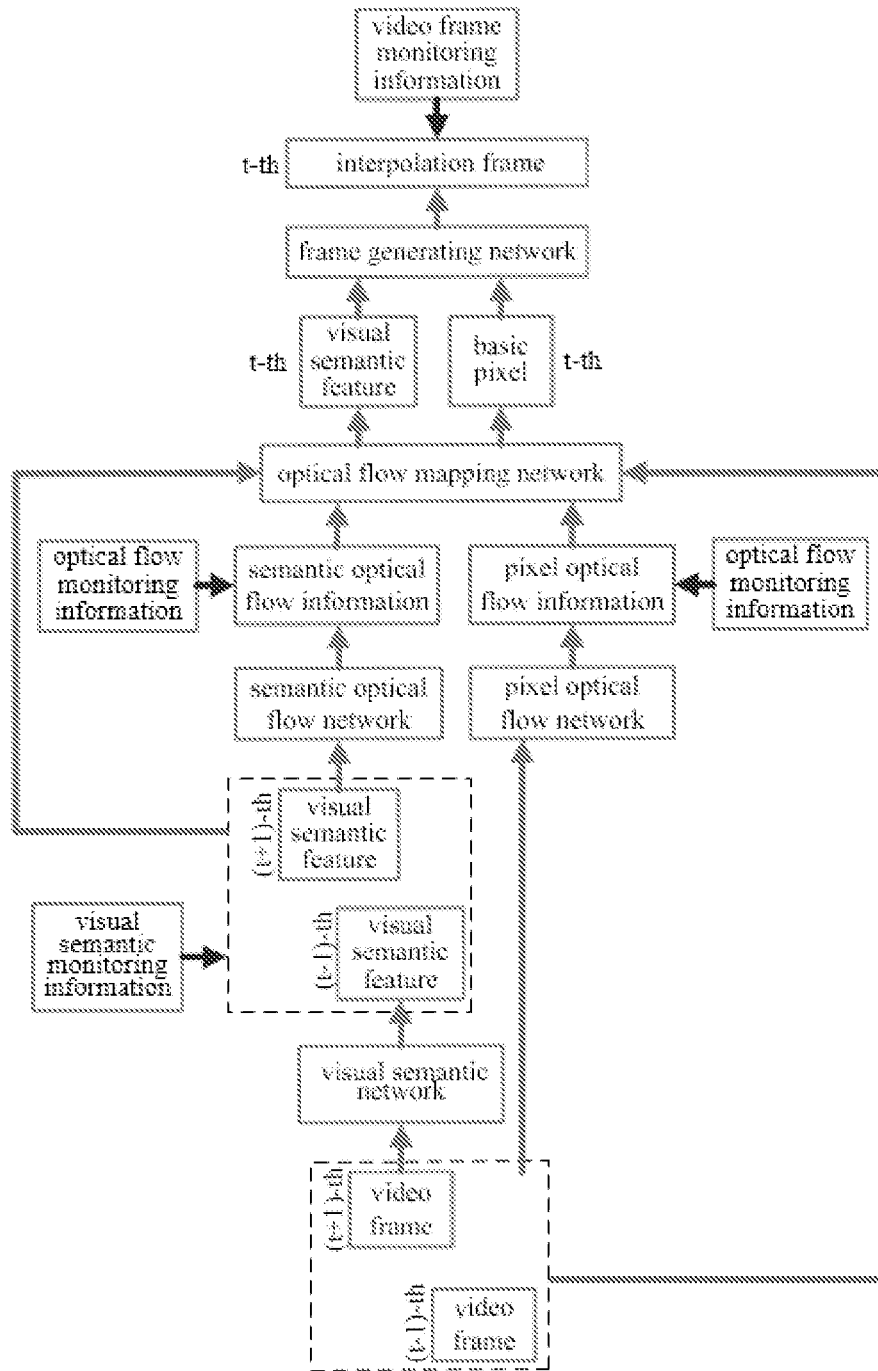 video frame
monitoring
information
t-th
interpolation frame
frame generating network
t-th
visual
semantic
feature
basic
pixel
t-th
optical flow mapping network
optical flow
monitoring
information
semantic optical
flow information
pixel optical
flow information
optical flow
monitoring
information
semantic optical
flow network
pixel optical
flow network
(t+1)-th
visual
semantic
feature
visual
semantic
monitoring
information
(t-1)-th
visual
semantic
feature
visual semantic
network
(t+1)-th
video
frame
(t-1)-th
video
frame